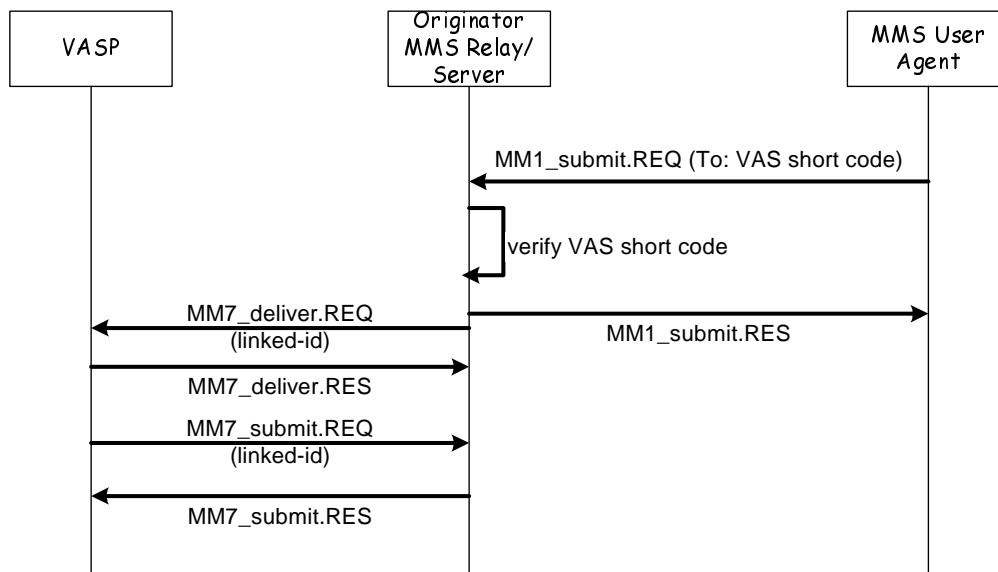 VASP
Originator
MMS Relay/
Server
MMS User
Agent
MM1_submit.REQ (To: VAS short code)
verify VAS short code
MM7_deliver.REQ
(linked-id)
MM1_submit.RES
MM7_deliver.RES
MM7_submit.REQ
(linked-id)
MM7_submit.RES